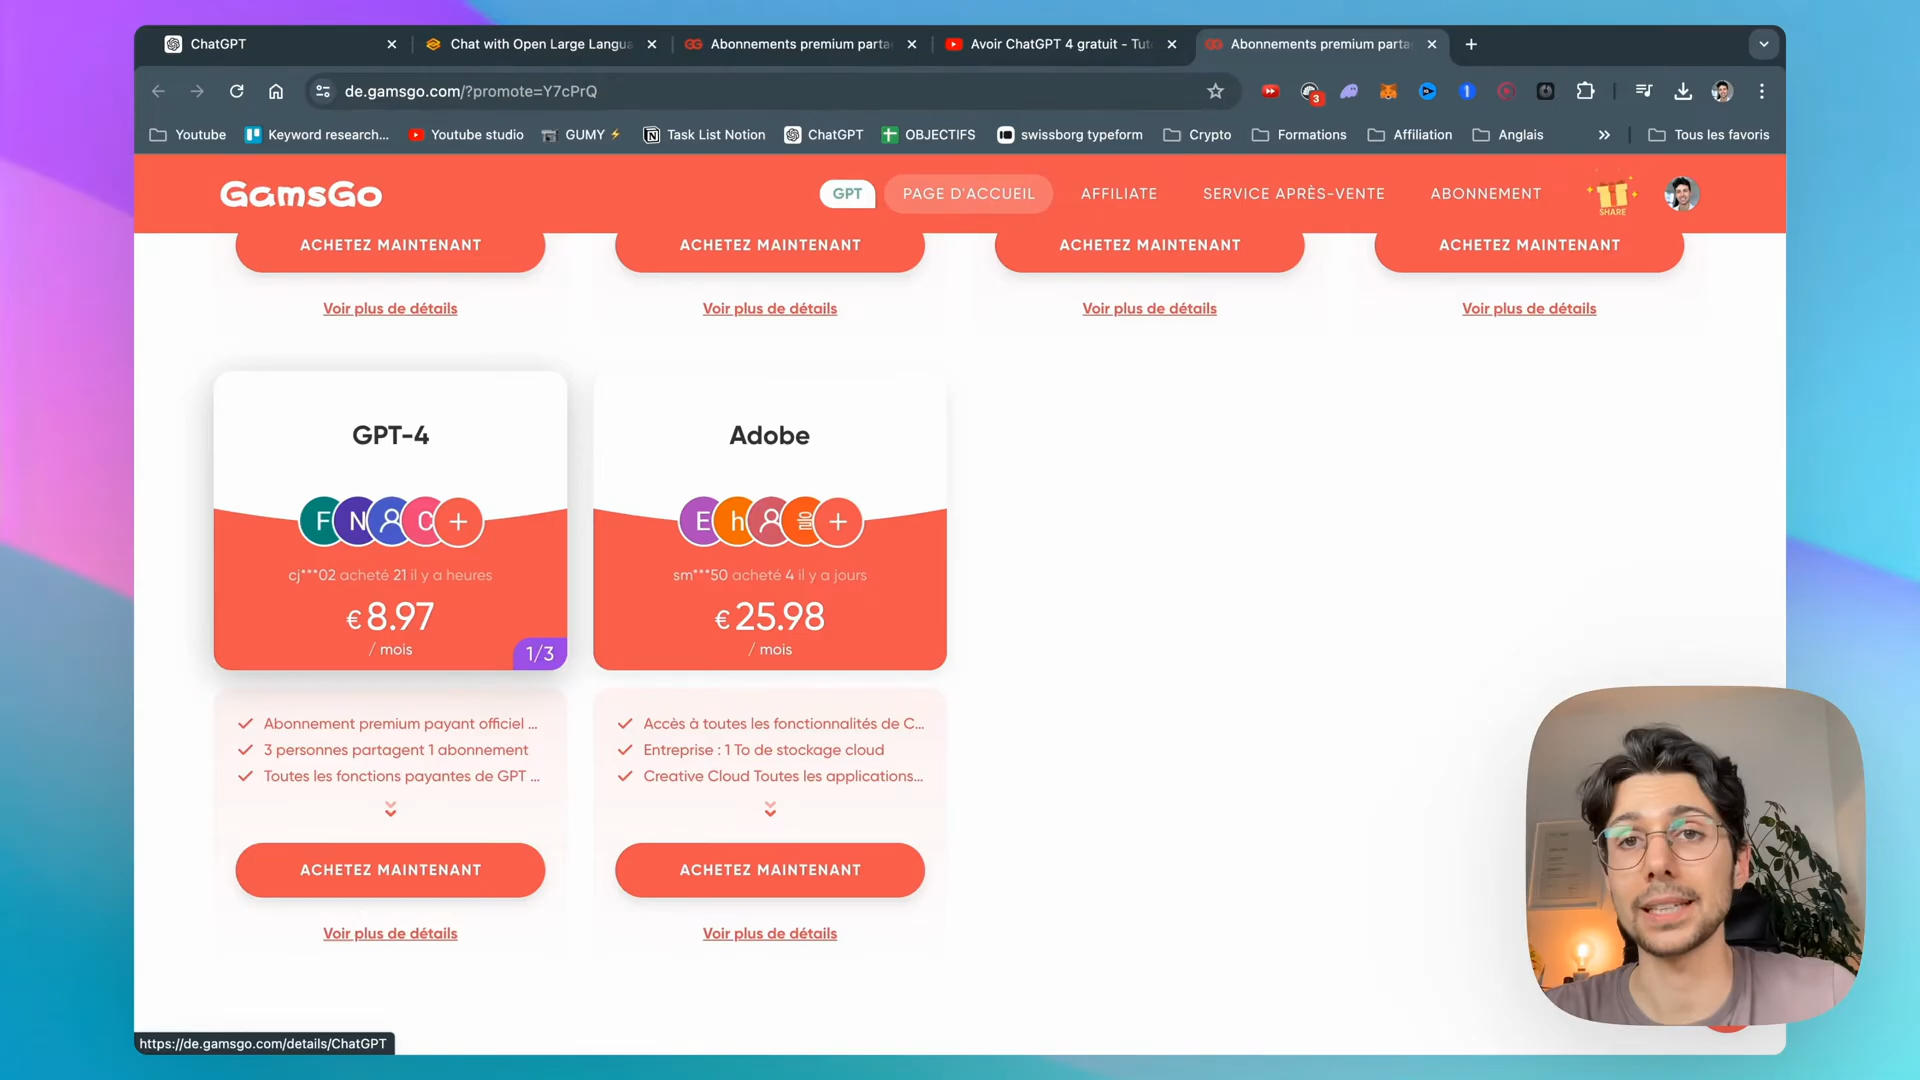 ChatGPT
Chat with Open Large Langua
Abonnements premium parta
Avoir ChatGPT 4 gratuit - Tut
Abonnements premium parta
de.gamsgo.com/?promote=Y7cPrQ
3
Youtube
Keyword research...
Youtube studio
GUMY
Task List Notion
ChatGPT
OBJECTIFS
swissborg typeform
Crypto
Formations
Affiliation
Anglais
Tous les favoris
GamsGo
GPT
PAGE D'ACCUEIL
AFFILIATE
SERVICE APRÈS-VENTE
ABONNEMENT
SHARE
ACHETEZ MAINTENANT
ACHETEZ MAINTENANT
ACHETEZ MAINTENANT
ACHETEZ MAINTENANT
Voir plus de détails
Voir plus de détails
Voir plus de détails
Voir plus de détails
GPT-4
F N C +
cj***02 acheté 21 il y a heures
€ 8.97
/ mois
1/3
Abonnement premium payant officiel ...
3 personnes partagent 1 abonnement
Toutes les fonctions payantes de GPT ...
ACHETEZ MAINTENANT
Voir plus de détails
Adobe
E h 을 +
sm***50 acheté 4 il y a jours
€ 25.98
/ mois
Accès à toutes les fonctionnalités de C...
Entreprise : 1 To de stockage cloud
Creative Cloud Toutes les applications...
ACHETEZ MAINTENANT
Voir plus de détails
https://de.gamsgo.com/details/ChatGPT